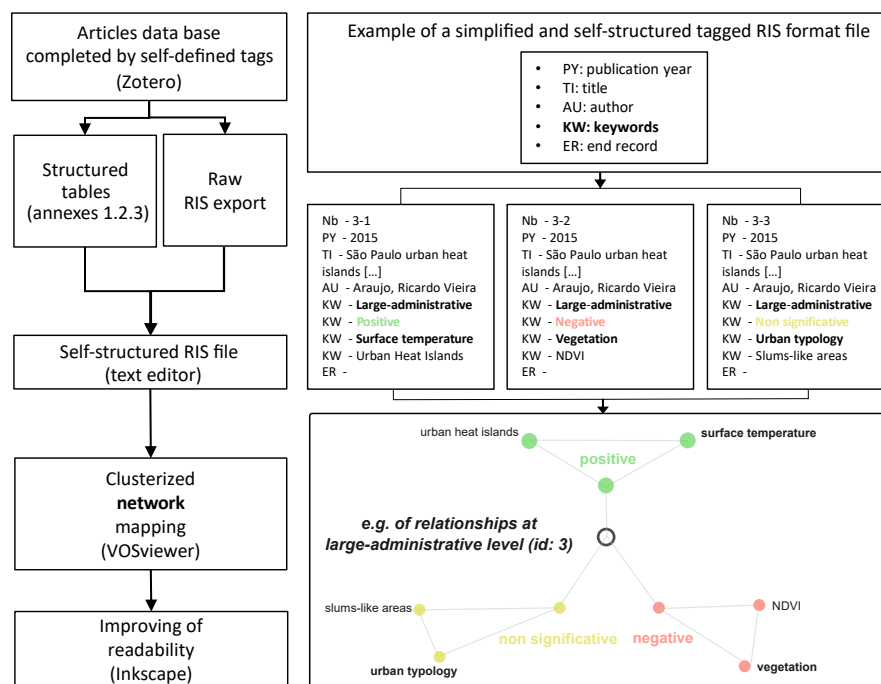 Articles data base
completed by self-defined tags
(Zotero)
Structured
tables
(annexes 1.2.3)
Raw
RIS export
Self-structured RIS file
(text editor)
Clusterized
network
mapping
(VOSviewer)
Improving of
readability
(Inkscape)
Example of a simplified and self-structured tagged RIS format file
• PY: publication year
• TI: title
• AU: author
• KW: keywords
• ER: end record
Nb - 3-1
PY - 2015
TI - São Paulo urban heat
islands [...]
AU - Araujo, Ricardo Vieira
KW - Large-administrative
KW - Positive
KW - Surface temperature
KW - Urban Heat Islands
ER -
Nb - 3-2
PY - 2015
TI - São Paulo urban heat
islands [...]
AU - Araujo, Ricardo Vieira
KW - Large-administrative
KW - Negative
KW - Vegetation
KW - NDVI
ER -
Nb - 3-3
PY - 2015
TI - São Paulo urban heat
islands [...]
AU - Araujo, Ricardo Vieira
KW - Large-administrative
KW - Non significative
KW - Urban typology
KW - Slums-like areas
ER -
urban heat islands
surface temperature
positive
e.g. of relationships at
large-administrative level (id: 3)
slums-like areas
NDVI
non significative
negative
urban typology
vegetation